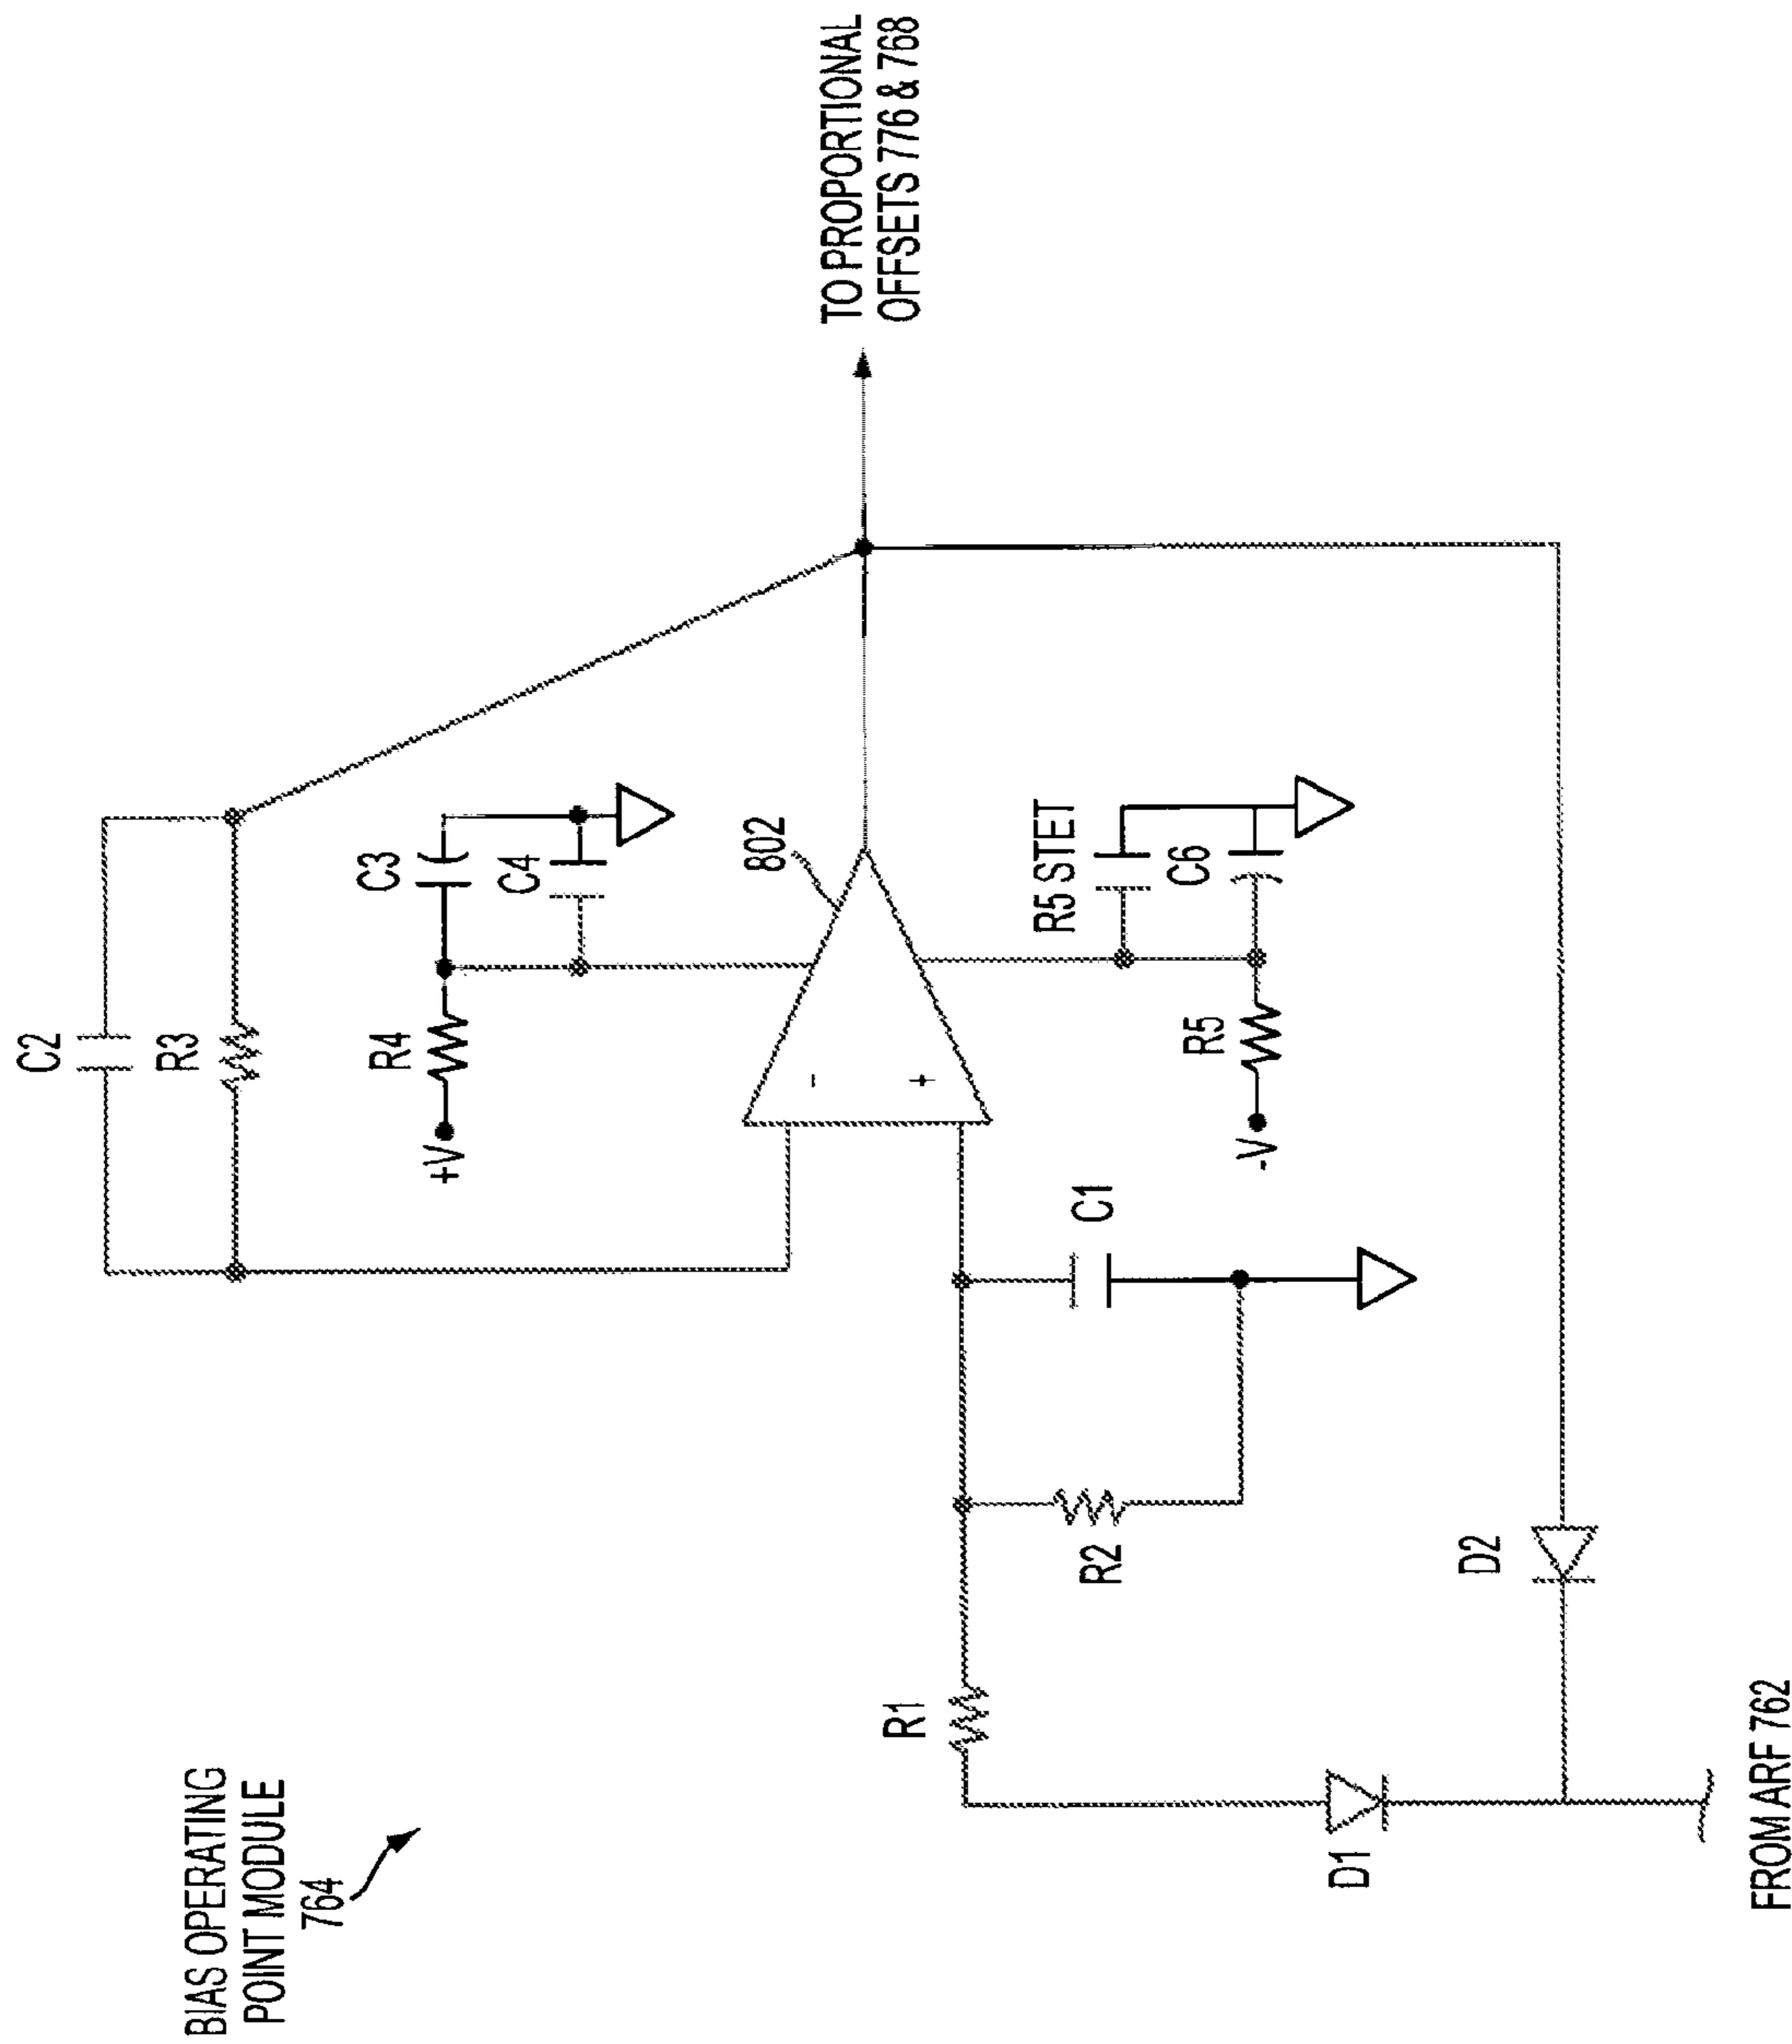 BIAS OPERATING
POINT MODULE
764
C2
R3
+V
R4
C3
C4
802
-
+
R5 STET
C6
R5
-V
C1
R1
R2
D1
D2
TO PROPORTIONAL
OFFSETS 776 & 768
FROM ARF 762